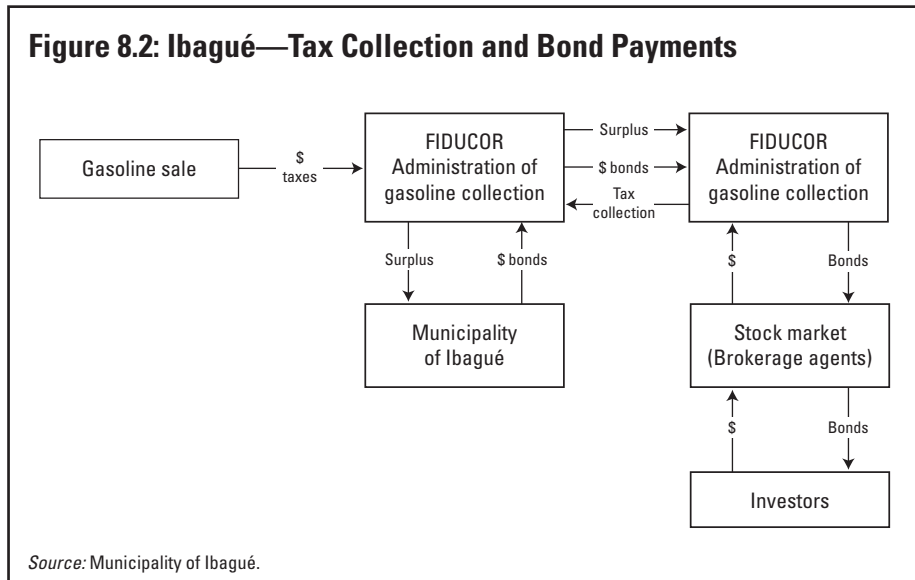 Figure 8.2: Ibagué—Tax Collection and Bond Payments
Gasoline sale
$
taxes
FIDUCOR
Administration of
gasoline collection
Surplus
$ bonds
Tax
collection
FIDUCOR
Administration of
gasoline collection
Surplus
$ bonds
$
Bonds
Municipality
of Ibagué
Stock market
(Brokerage agents)
$
Bonds
Investors
Source: Municipality of Ibagué.